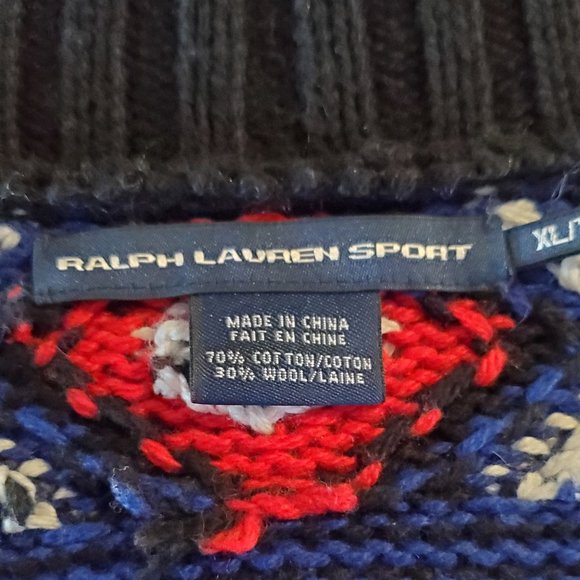 RALPH LAUREN SPORT
XL/T
MADE IN CHINA
FAIT EN CHINE
70% COTTON/COTON
30% WOOL/LAINE